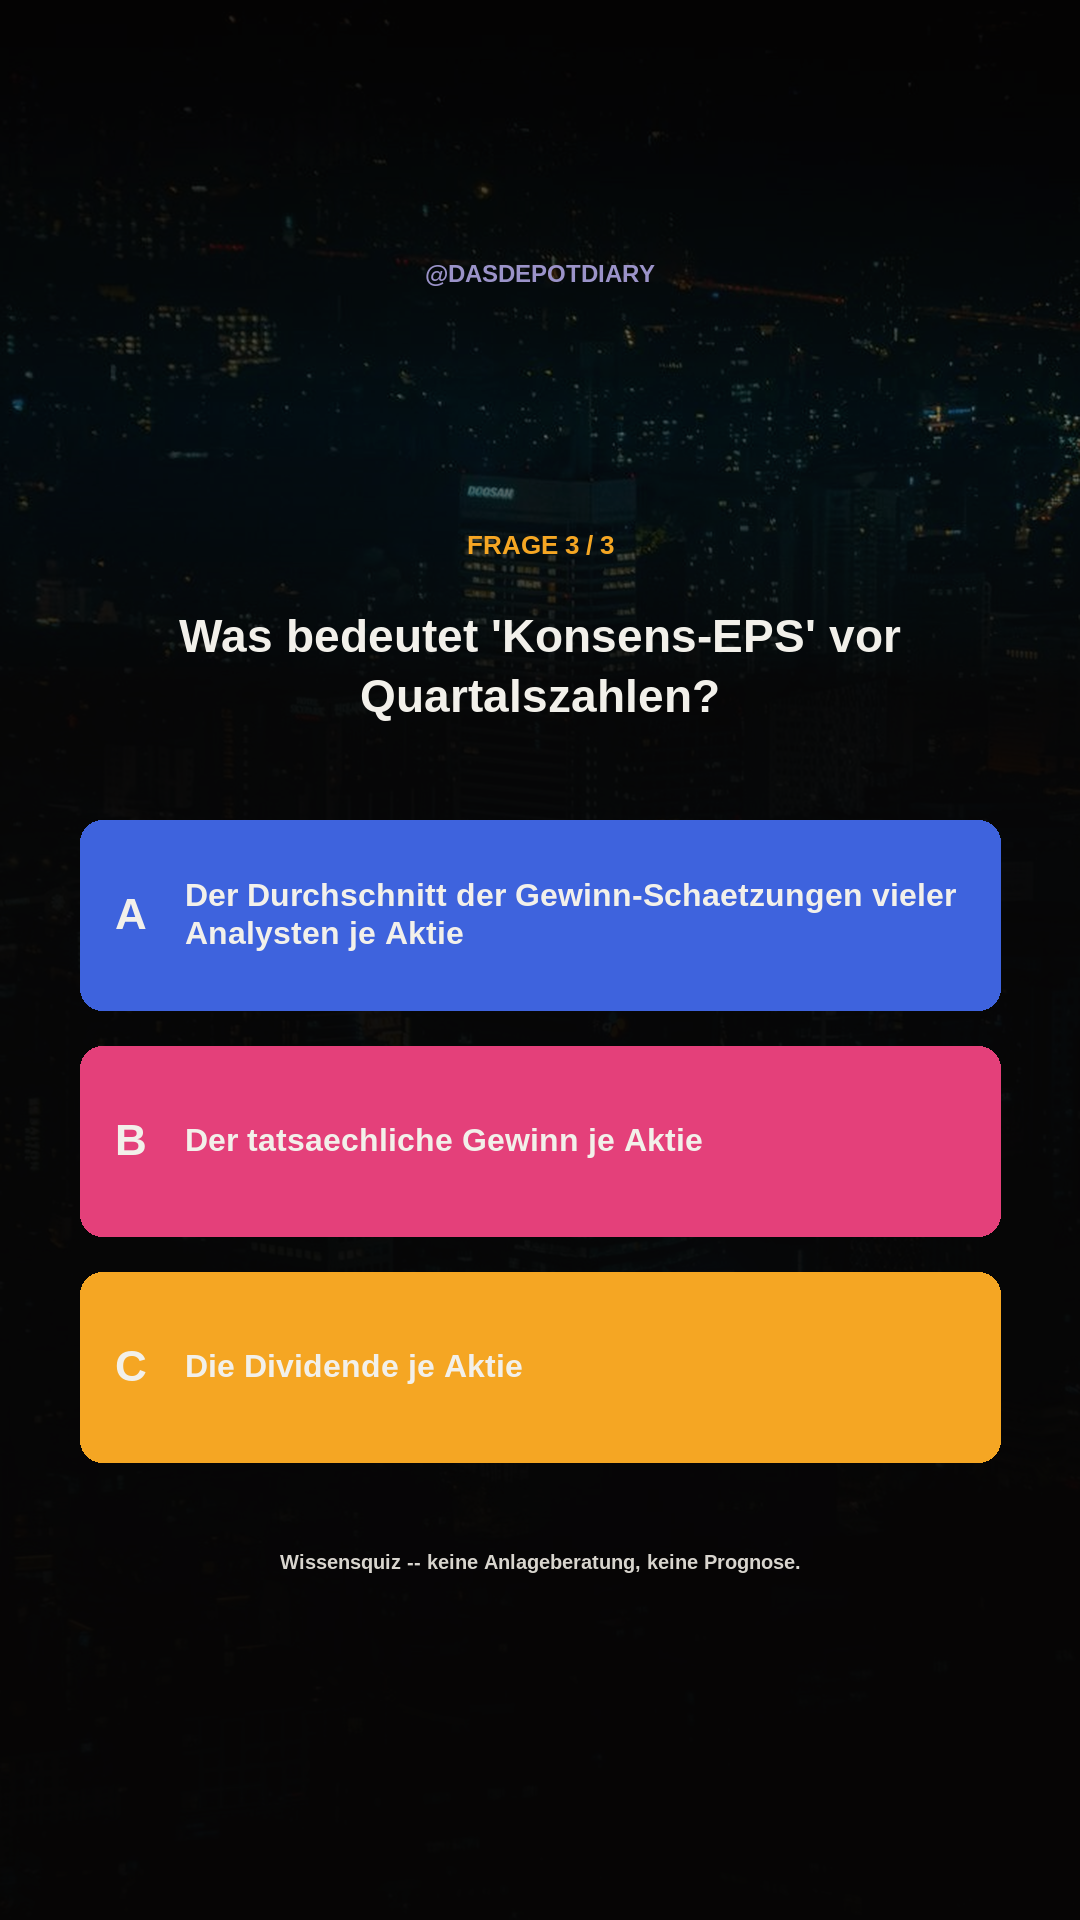 @DASDEPOTDIARY
DOOSAN
FRAGE 3 / 3
Was bedeutet 'Konsens-EPS' vor
Quartalszahlen?
A
Der Durchschnitt der Gewinn-Schaetzungen vieler
Analysten je Aktie
B
Der tatsaechliche Gewinn je Aktie
C
Die Dividende je Aktie
Wissensquiz -- keine Anlageberatung, keine Prognose.